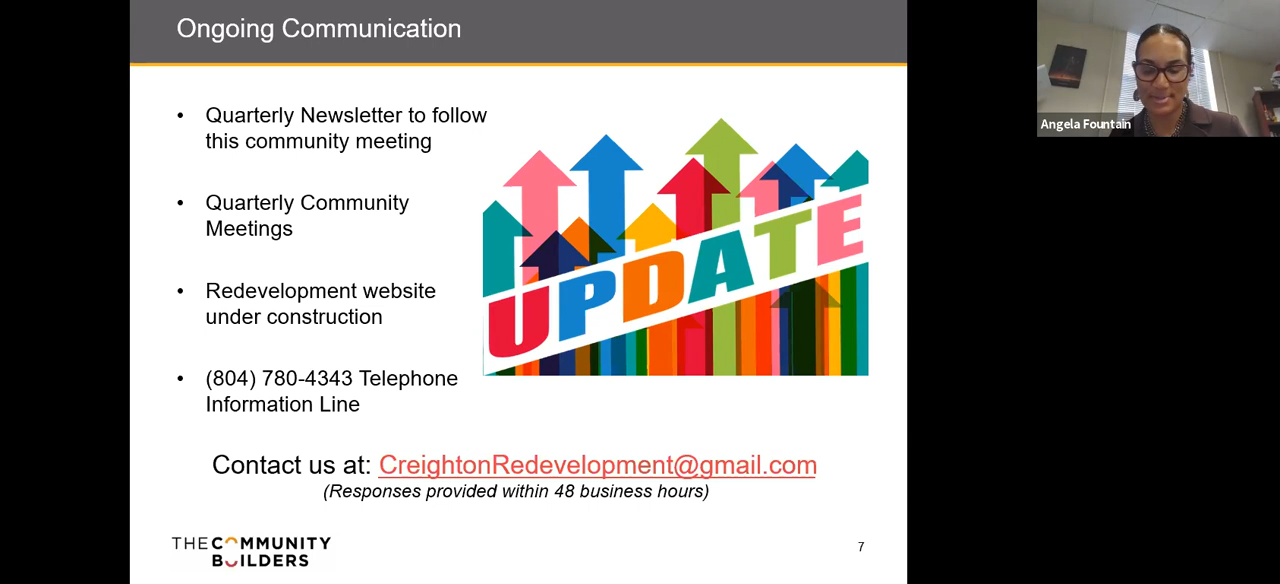 Ongoing Communication
• Quarterly Newsletter to follow
this community meeting
• Quarterly Community
Meetings
• Redevelopment website
under construction
• (804) 780-4343 Telephone
Information Line
UPDATE
Contact us at: CreightonRedevelopment@gmail.com
(Responses provided within 48 business hours)
THE COMMUNITY
BUILDERS
7
Angela Fountain